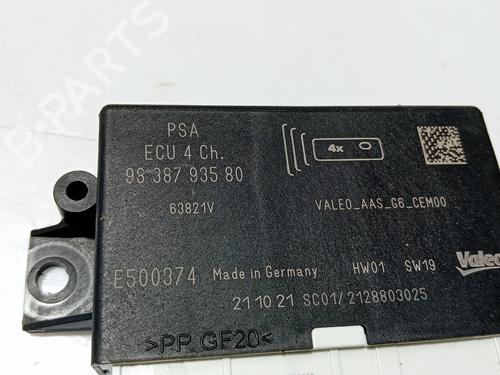 PSA
ECU 4 Ch.
98 387 935 80
63821V
4x
VALEO_AAS_G6_CEM00
E500374 Made in Germany HW01 SW19 Valeo
21 10 21 SC01/2128803025
>PP GF20<
B-PARTS